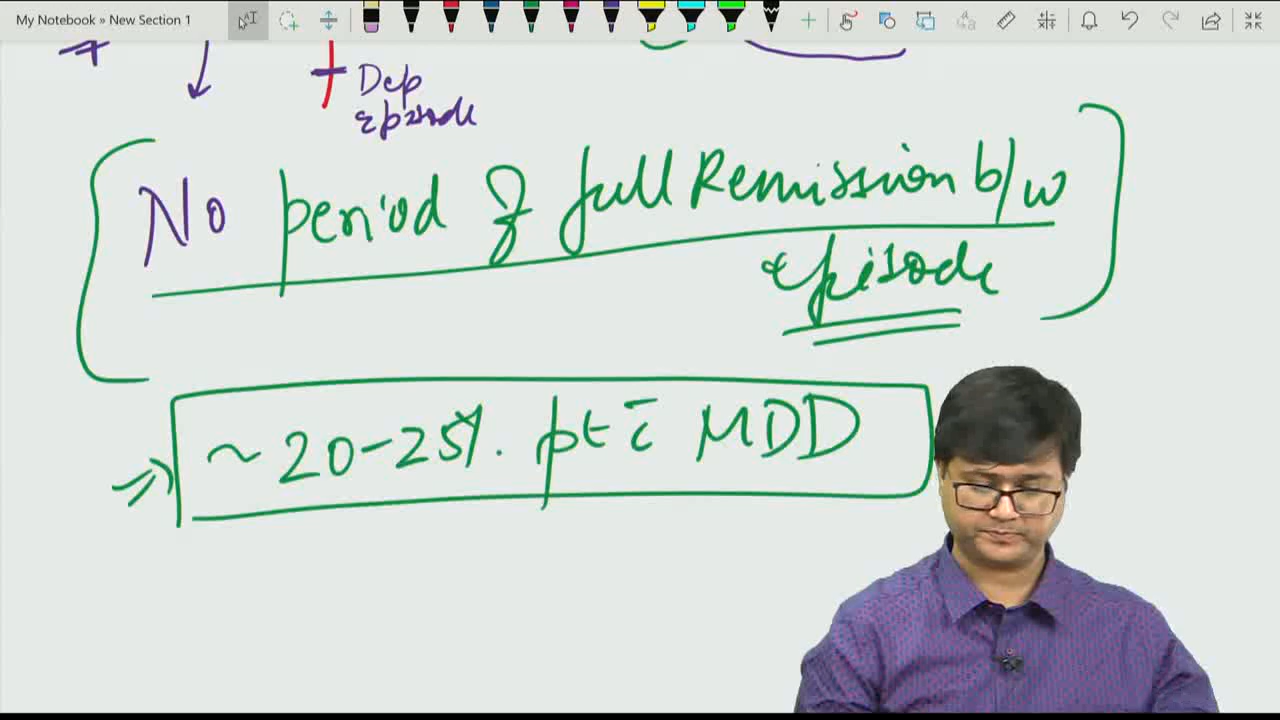 My Notebook » New Section 1
Dep
episode
No period of full Remission b/w
episode
~ 20-25%. pt c̄ MDD